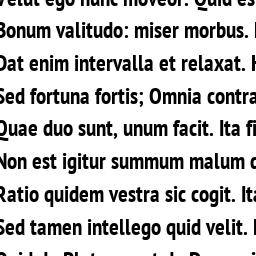 velut ego nunc moveor. Quid es
Bonum valitudo: miser morbus.
Dat enim intervalla et relaxat.
Sed fortuna fortis; Omnia contra
Quae duo sunt, unum facit. Ita fi
Non est igitur summum malum
Ratio quidem vestra sic cogit. Ita
Sed tamen intellego quid velit.